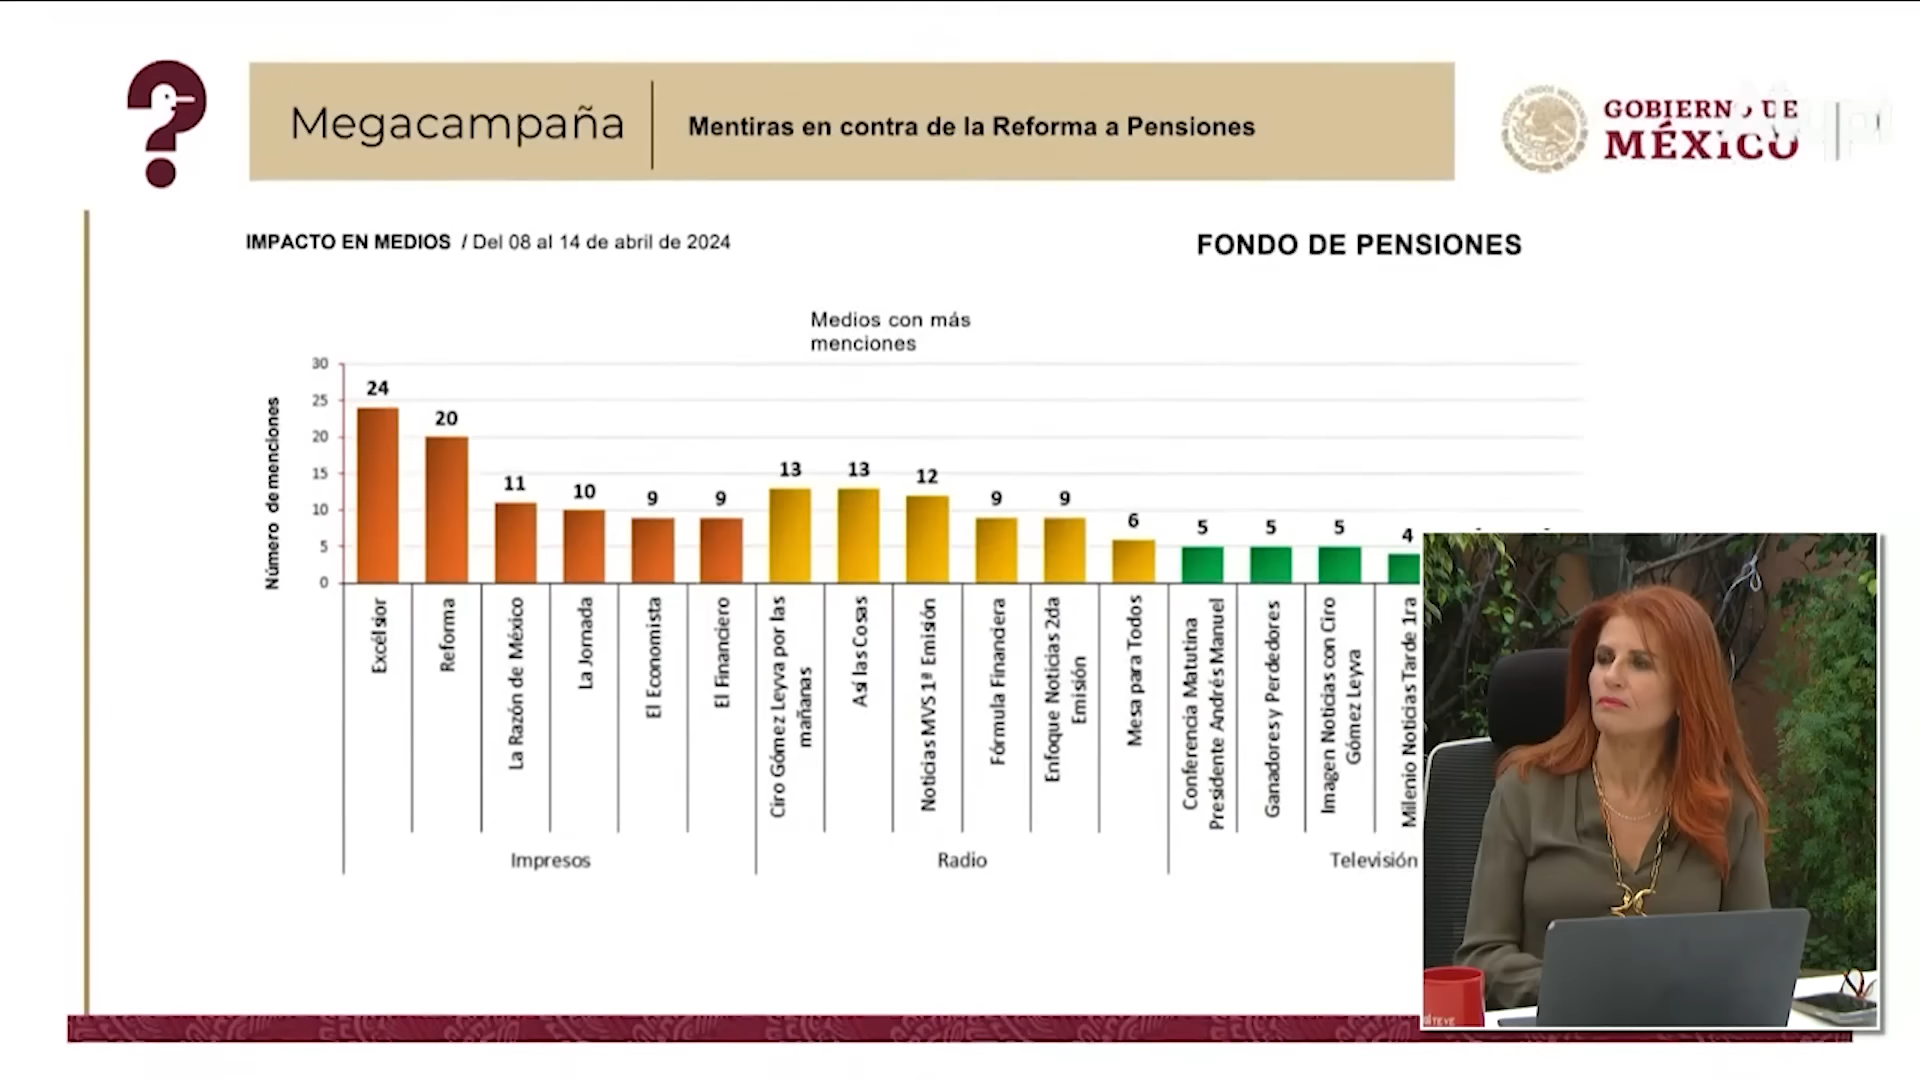 Megacampaña
Mentiras en contra de la Reforma a Pensiones
ESTADOS UNIDOS MEXICANOS
GOBIERNO DE
MÉXICO
IMPACTO EN MEDIOS / Del 08 al 14 de abril de 2024
FONDO DE PENSIONES
Medios con más
menciones
Número de menciones
30
25
20
15
10
5
0
24
20
11
10
9
9
13
13
12
9
9
6
5
5
5
4
Excélsior
Reforma
La Razón de México
La Jornada
El Economista
El Financiero
Ciro Gómez Leyva por las
mañanas
Así las Cosas
Noticias MVS 1ª Emisión
Fórmula Financiera
Enfoque Noticias 2da
Emisión
Mesa para Todos
Conferencia Matutina
Presidente Andrés Manuel
Ganadores y Perdedores
Imagen Noticias con Ciro
Gómez Leyva
Milenio Noticias Tarde 1ra
Impresos
Radio
Televisión